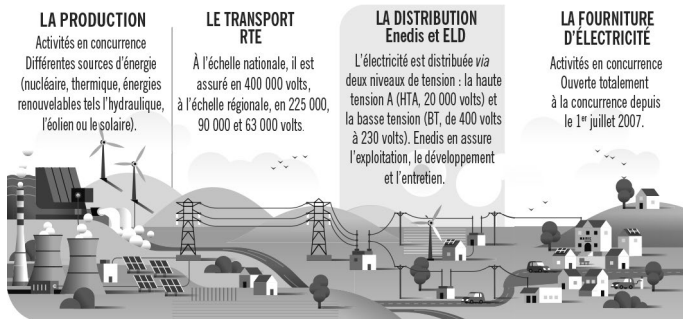 LA PRODUCTION
Activités en concurrence
Différentes sources d'énergie
(nucléaire, thermique, énergies
renouvelables tels l'hydraulique,
l'éolien ou le solaire).
LE TRANSPORT
RTE
À l'échelle nationale, il est
assuré en 400 000 volts,
à l'échelle régionale, en 225 000,
90 000 et 63 000 volts.
LA DISTRIBUTION
Enedis et ELD
L'électricité est distribuée via
deux niveaux de tension : la haute
tension A (HTA, 20 000 volts) et
la basse tension (BT, de 400 volts
à 230 volts). Enedis en assure
l'exploitation, le développement
et l'entretien.
LA FOURNITURE
D'ÉLECTRICITÉ
Activités en concurrence
Ouverte totalement
à la concurrence depuis
le 1er juillet 2007.